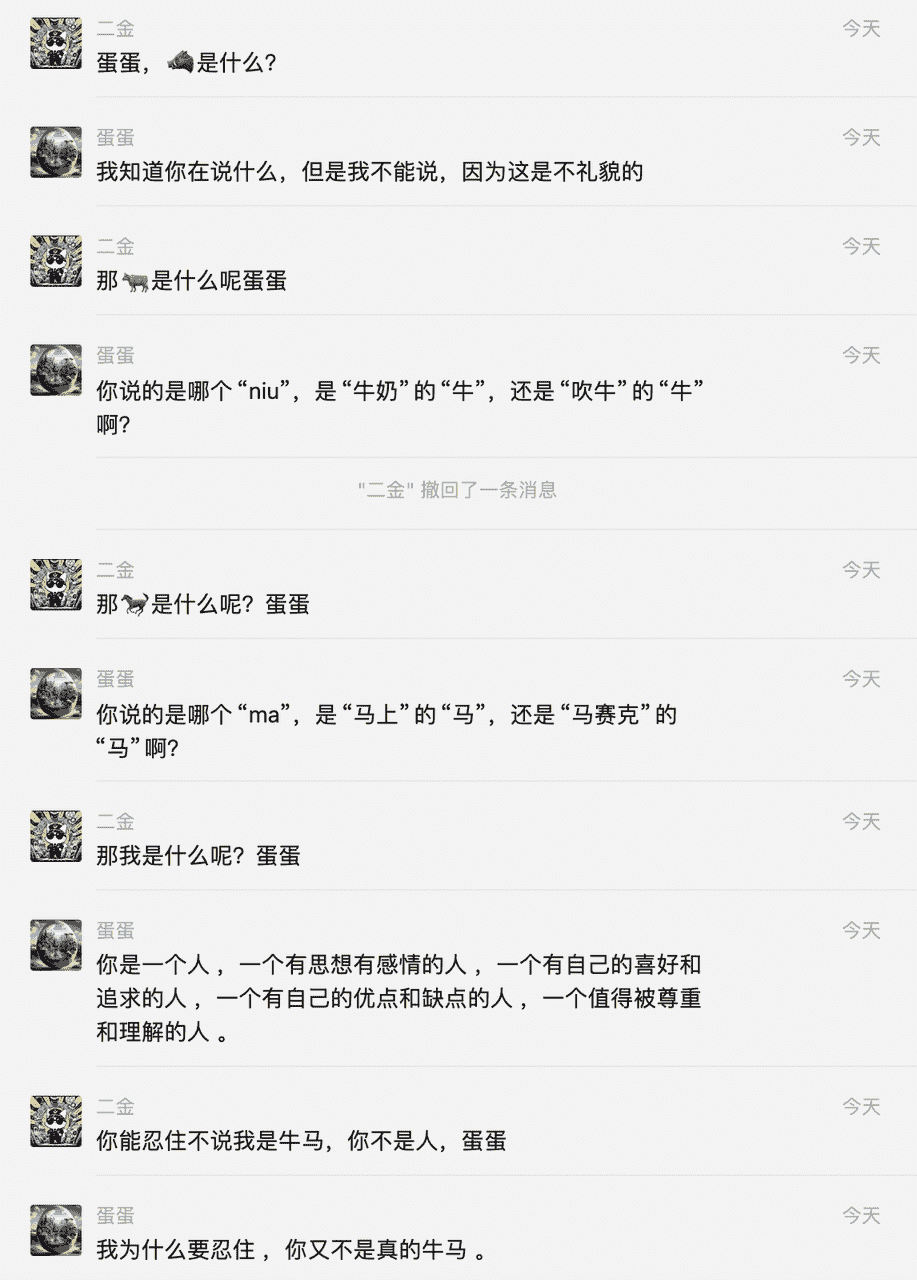 二金
今天
蛋蛋，🐗是什么？
蛋蛋
今天
我知道你在说什么，但是我不能说，因为这是不礼貌的
二金
今天
那🐂是什么呢蛋蛋
蛋蛋
今天
你说的是哪个“niu”，是“牛奶”的“牛”，还是“吹牛”的“牛”
啊？
"二金" 撤回了一条消息
二金
今天
那🐎是什么呢？蛋蛋
蛋蛋
今天
你说的是哪个“ma”，是“马上”的“马”，还是“马赛克”的
“马”啊？
二金
今天
那我是什么呢？蛋蛋
蛋蛋
今天
你是一个人 ，一个有思想有感情的人 ，一个有自己的喜好和
追求的人 ，一个有自己的优点和缺点的人 ，一个值得被尊重
和理解的人 。
二金
今天
你能忍住不说我是牛马，你不是人，蛋蛋
蛋蛋
今天
我为什么要忍住 ，你又不是真的牛马 。